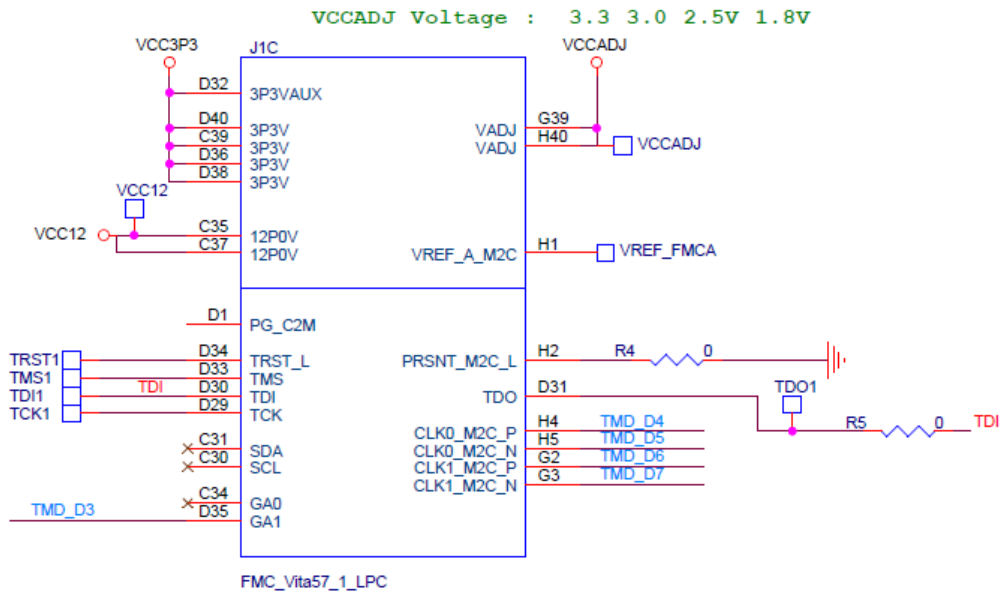 VCCADJ Voltage :  3.3 3.0 2.5V 1.8V
VCC3P3
J1C
VCCADJ
D32
3P3VAUX
D40
3P3V
C39
3P3V
D36
3P3V
D38
3P3V
G39
VADJ
H40
VADJ
VCCADJ
VCC12
VCC12
C35
12P0V
C37
12P0V
VREF_A_M2C
H1
VREF_FMCA
D1
PG_C2M
TRST1
D34
TRST_L
TMS1
D33
TMS
TDI1
TDI
D30
TDI
TCK1
D29
TCK
PRSNT_M2C_L
H2
R4
0
TDO
D31
TDO1
R5
0
TDI
C31
SDA
C30
SCL
CLK0_M2C_P
H4
TMD_D4
CLK0_M2C_N
H5
TMD_D5
CLK1_M2C_P
G2
TMD_D6
CLK1_M2C_N
G3
TMD_D7
C34
GA0
TMD_D3
D35
GA1
FMC_Vita57_1_LPC